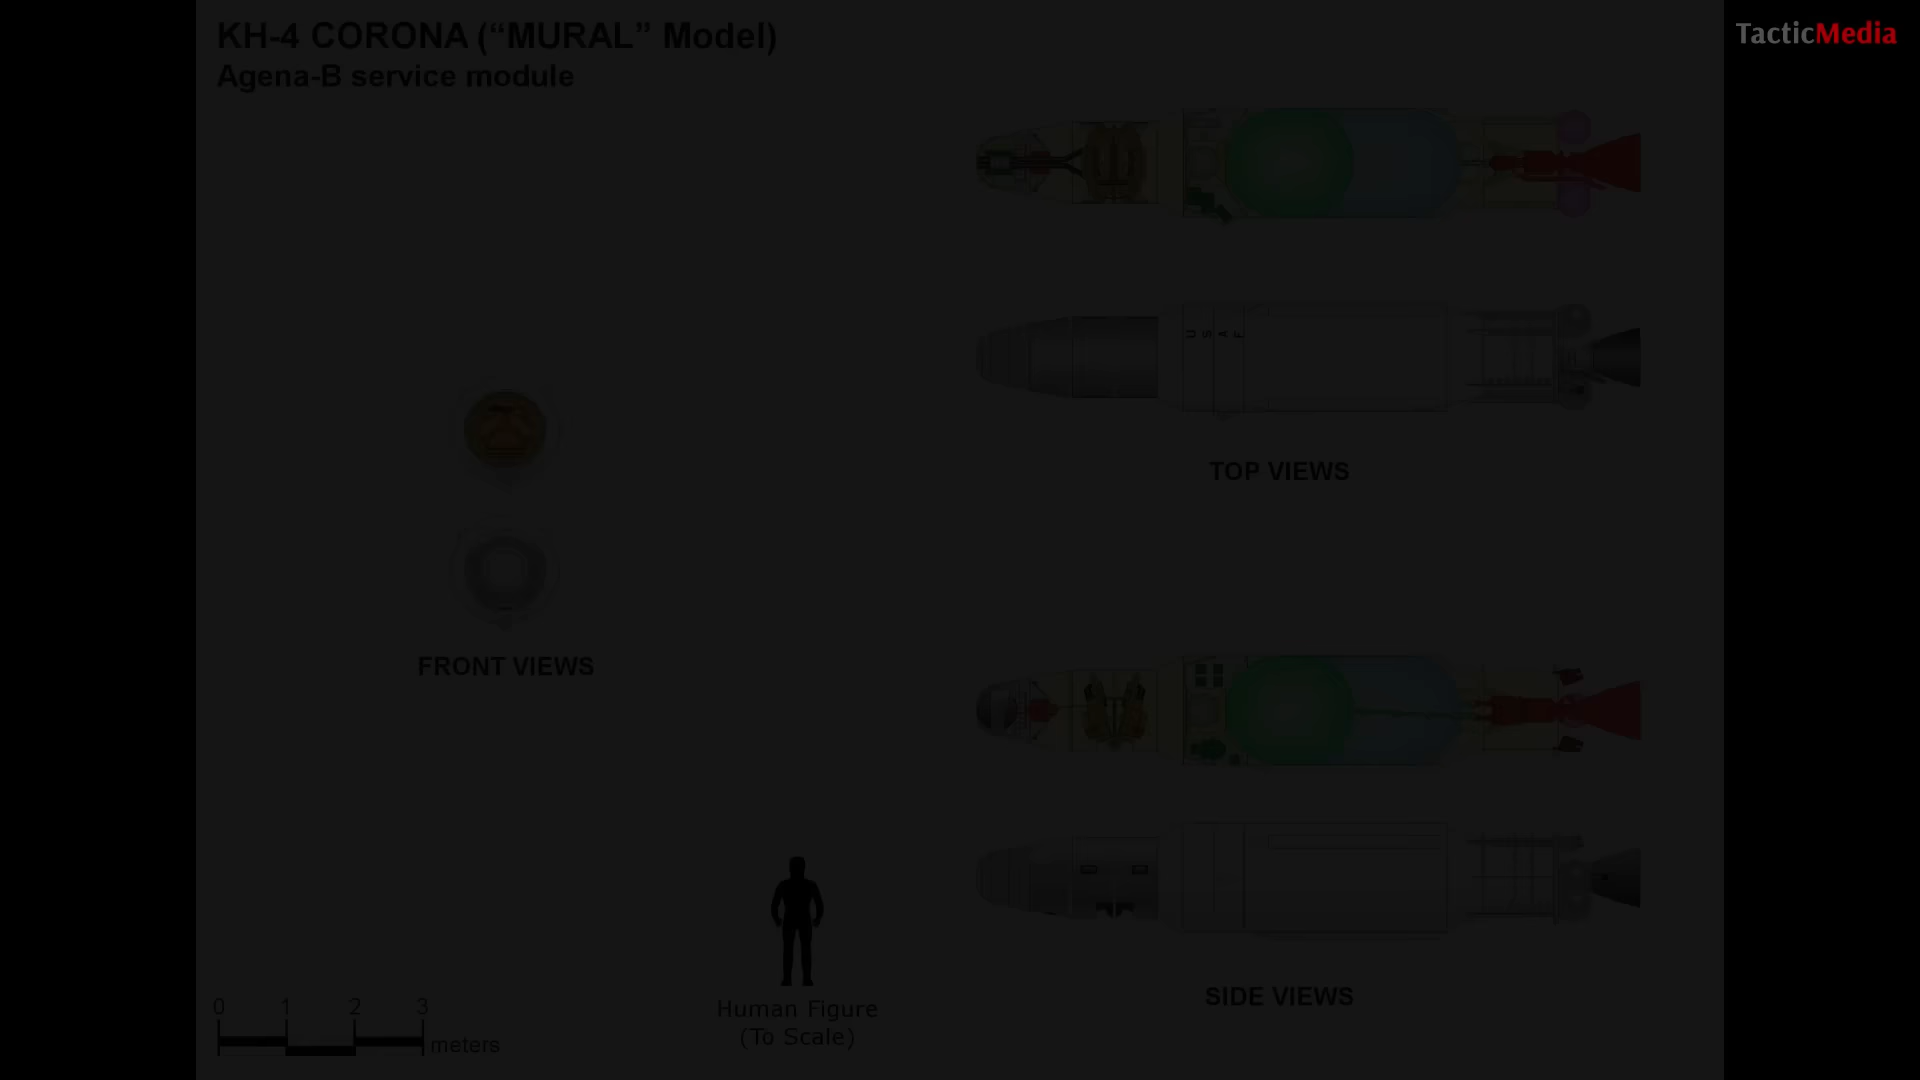 KH-4 CORONA (“MURAL” Model)
Agena-B service module
TacticMedia
U S A F
TOP VIEWS
FRONT VIEWS
SIDE VIEWS
0 1 2 3
meters
Human Figure
(To Scale)